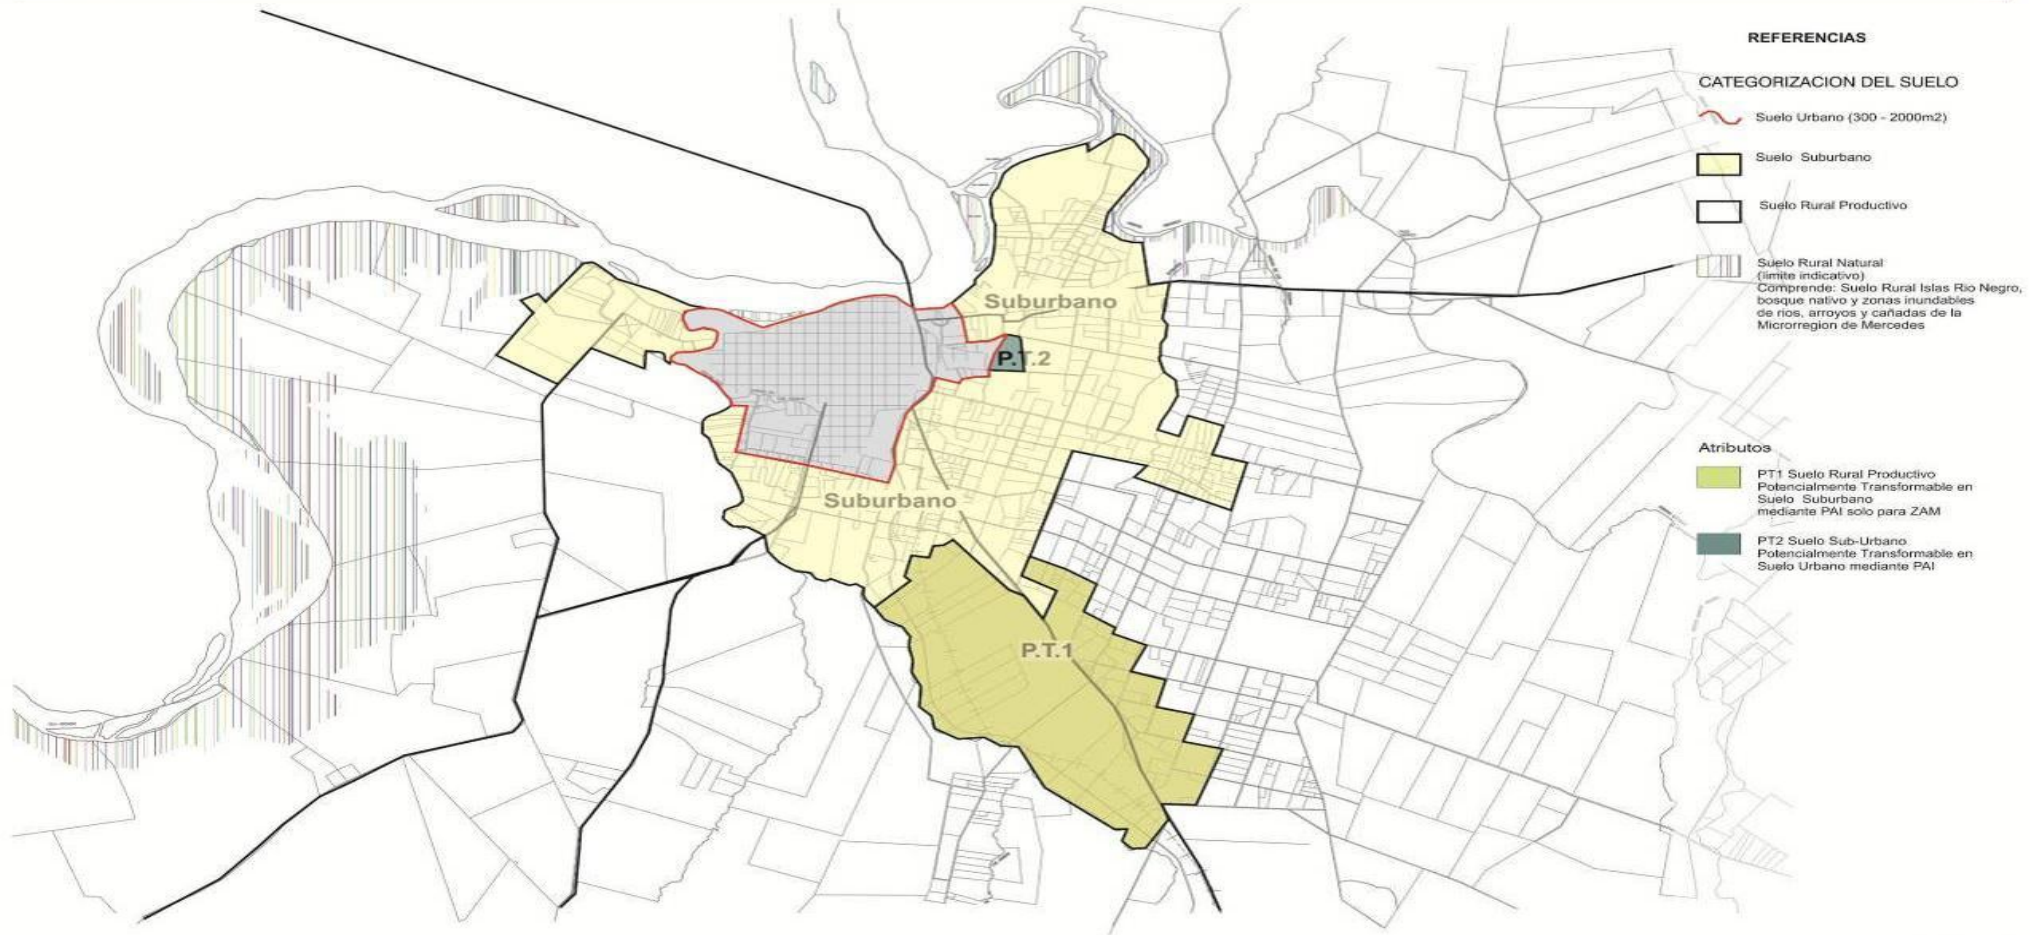 REFERENCIAS
CATEGORIZACION DEL SUELO
Suelo Urbano (300 - 2000m2)
Suelo Suburbano
Suelo Rural Productivo
Suelo Rural Natural
(limite indicativo)
Comprende: Suelo Rural Islas Rio Negro,
bosque nativo y zonas inundables
de rios, arroyos y cañadas de la
Microrregion de Mercedes
Suburbano
P.T.2
Suburbano
P.T.1
Atributos
PT1 Suelo Rural Productivo
Potencialmente Transformable en
Suelo Suburbano
mediante PAI solo para ZAM
PT2 Suelo Sub-Urbano
Potencialmente Transformable en
Suelo Urbano mediante PAI